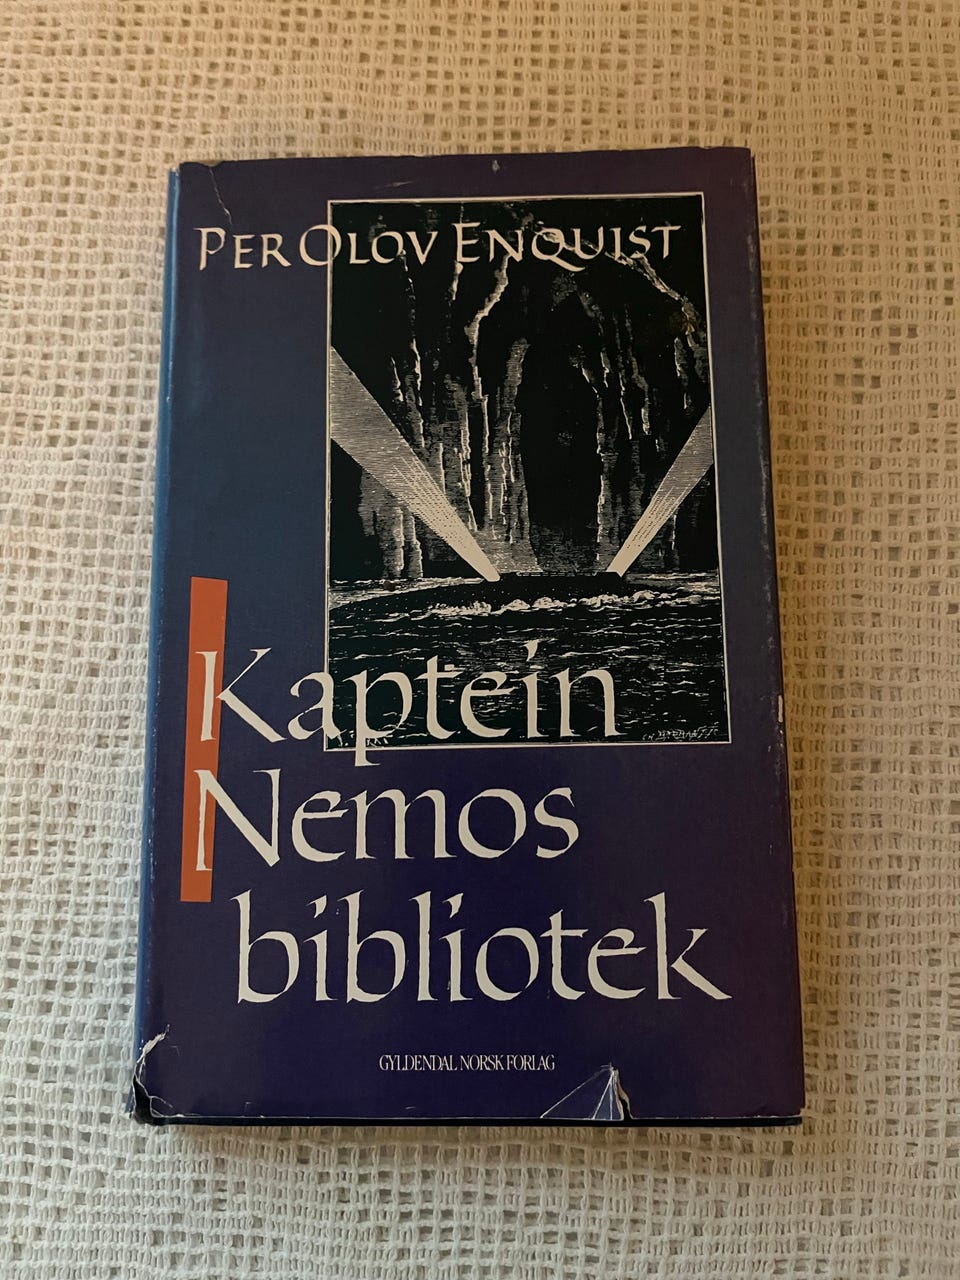 PER OLOV ENQUIST
Kaptein
Nemos
bibliotek
GYLDENDAL NORSK FORLAG